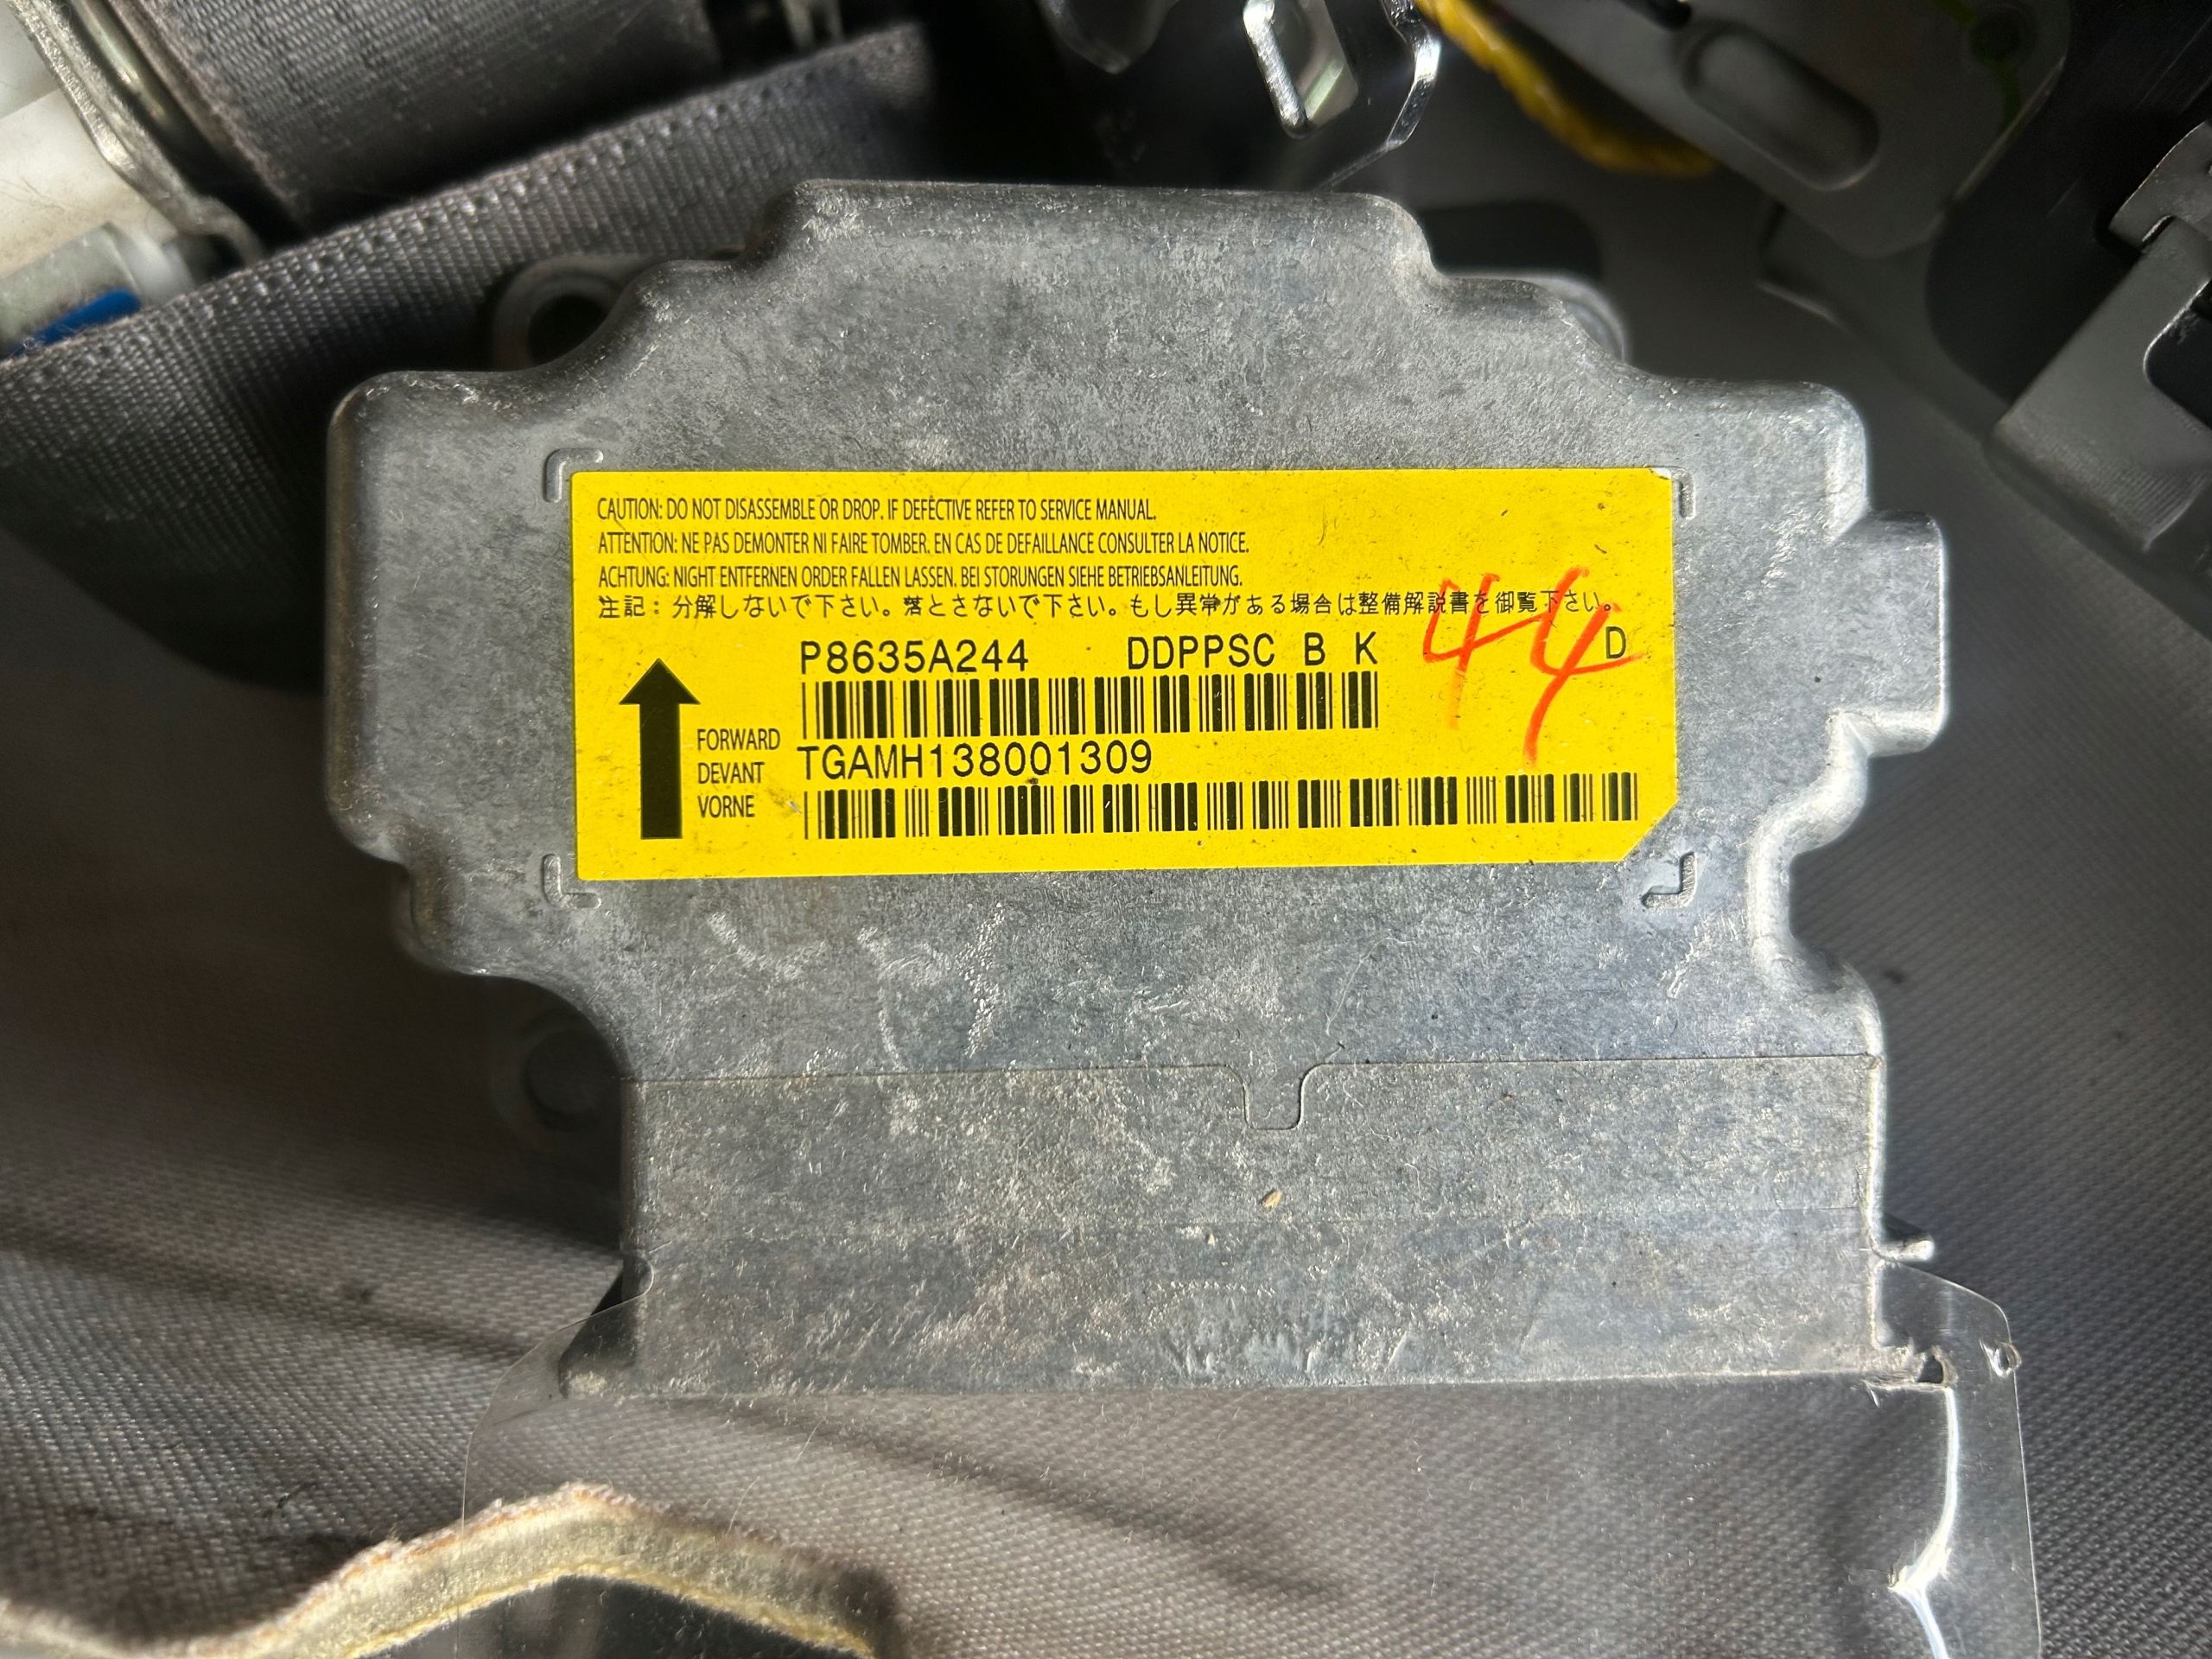 CAUTION: DO NOT DISASSEMBLE OR DROP. IF DEFECTIVE REFER TO SERVICE MANUAL.
ATTENTION: NE PAS DEMONTER NI FAIRE TOMBER. EN CAS DE DEFAILLANCE CONSULTER LA NOTICE.
ACHTUNG: NIGHT ENTFERNEN ORDER FALLEN LASSEN. BEI STORUNGEN SIEHE BETRIEBSANLEITUNG.
注記：分解しないで下さい。落とさないで下さい。もし異常がある場合は整備解説書を御覧下さい。
P8635A244 DDPPSC B K D
44
FORWARD
DEVANT
VORNE
TGAMH138001309